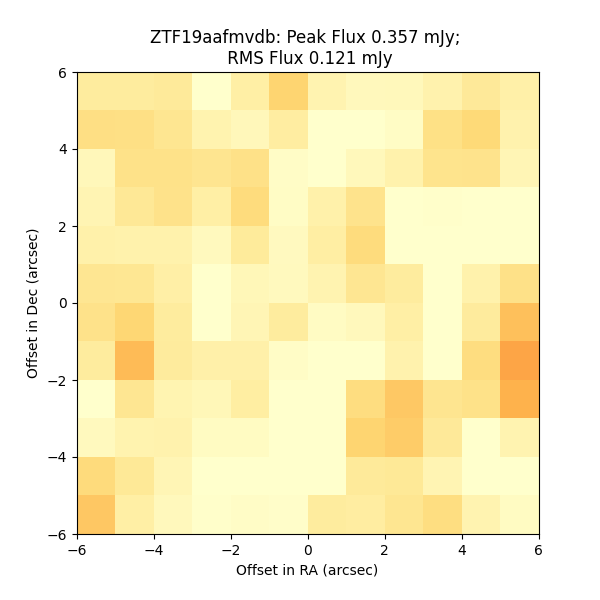 ZTF19aafmvdb: Peak Flux 0.357 mJy;
RMS Flux 0.121 mJy
6
4
2
0
−2
−4
−6
Offset in Dec (arcsec)
−6 −4 −2 0 2 4 6
Offset in RA (arcsec)